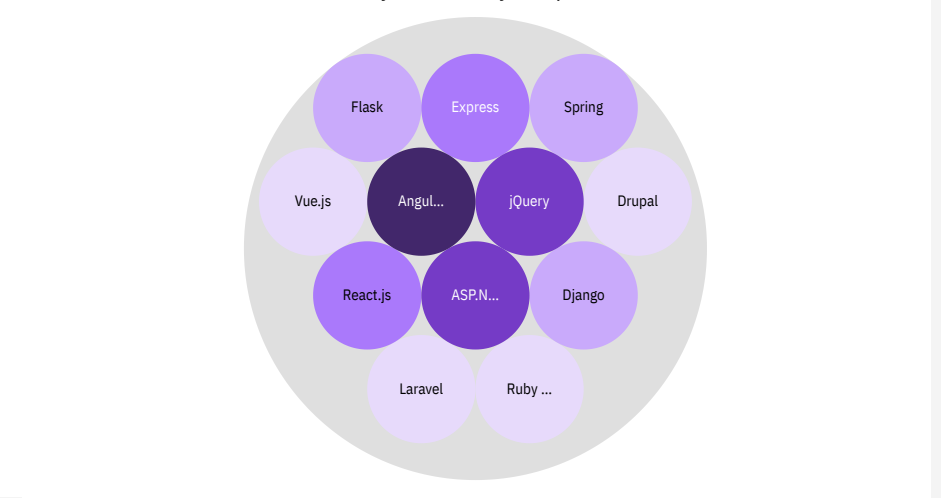 Flask
Express
Spring
Vue.js
Angul...
jQuery
Drupal
React.js
ASP.N...
Django
Laravel
Ruby ...